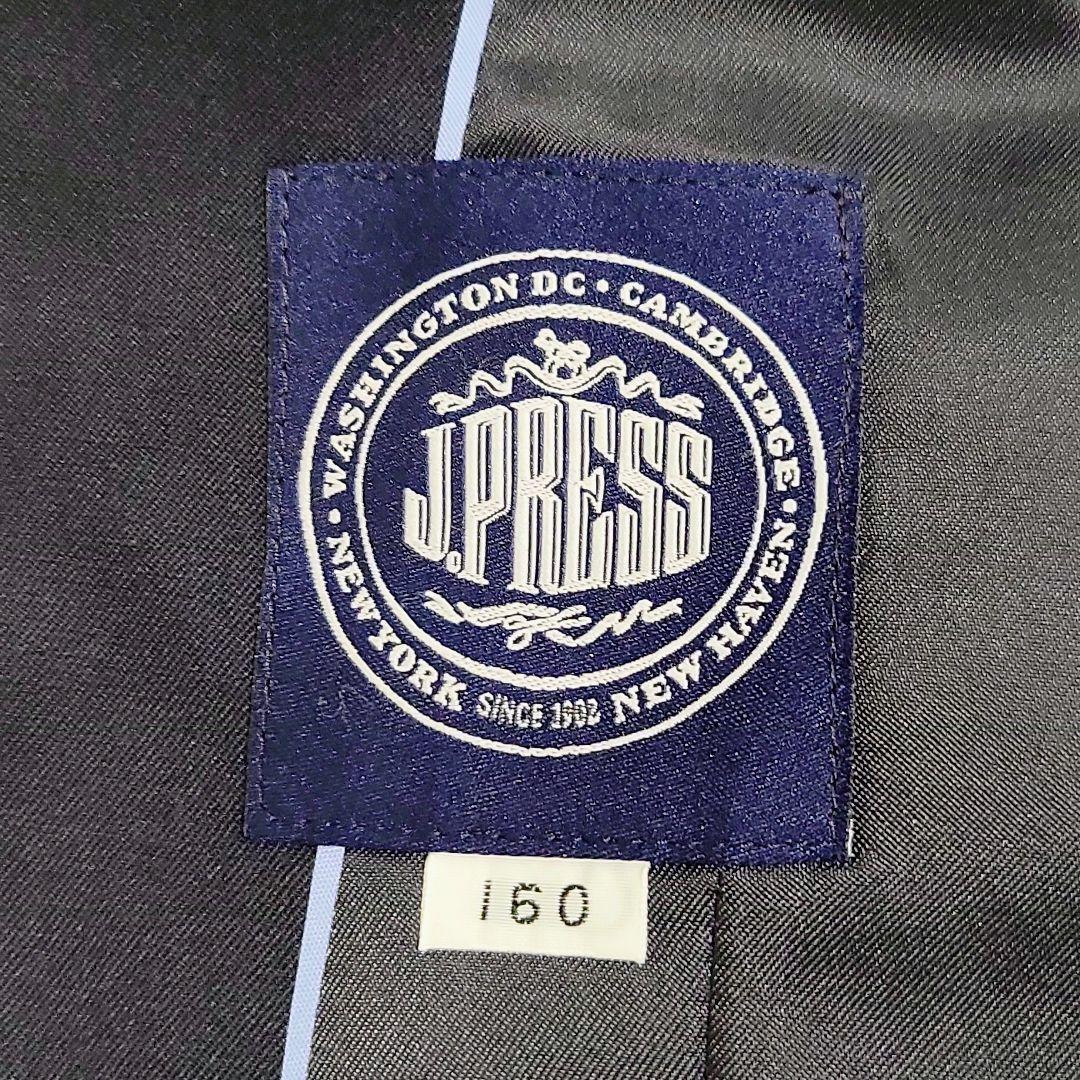 WASHINGTON DC • CAMBRIDGE • NEW HAVEN
• NEW YORK
J.PRESS
SINCE 1902
160